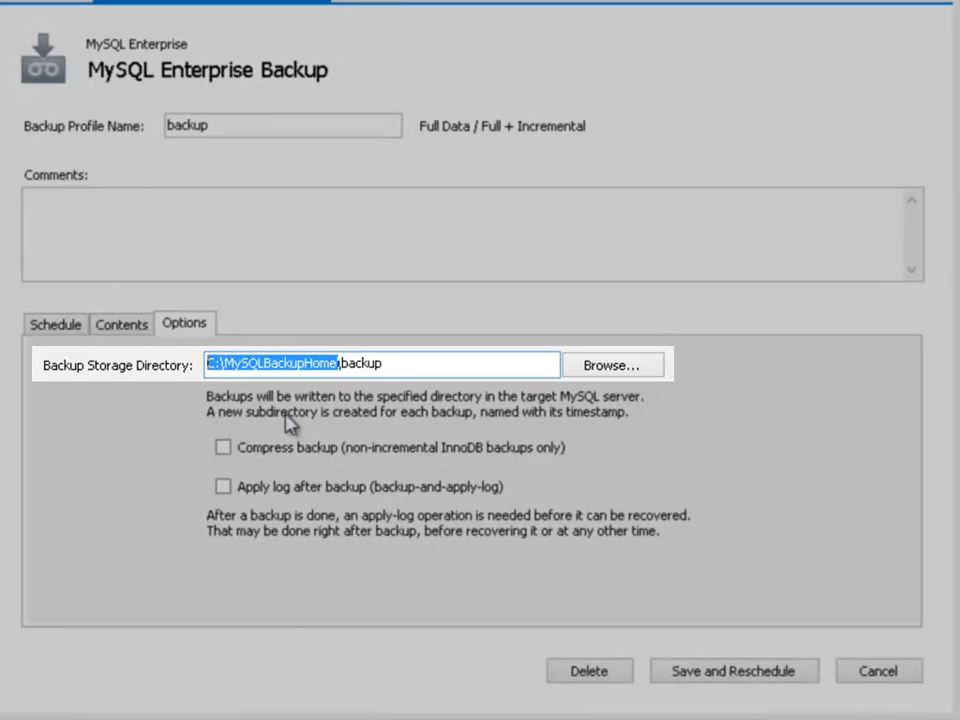 MySQL Enterprise
MySQL Enterprise Backup
Backup Profile Name: backup Full Data / Full + Incremental
Comments:
Schedule Contents Options
Backup Storage Directory: C:\MySQLBackupHome\backup Browse...
Backups will be written to the specified directory in the target MySQL server.
A new subdirectory is created for each backup, named with its timestamp.
Compress backup (non-incremental InnoDB backups only)
Apply log after backup (backup-and-apply-log)
After a backup is done, an apply-log operation is needed before it can be recovered.
That may be done right after backup, before recovering it or at any other time.
Delete Save and Reschedule Cancel